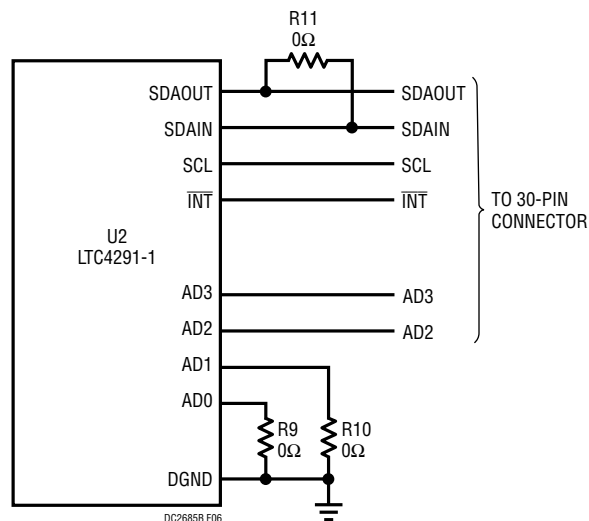 R11
0Ω
SDAOUT
SDAOUT
SDAIN
SDAIN
SCL
SCL
INT
INT
TO 30-PIN
CONNECTOR
U2
LTC4291-1
AD3
AD3
AD2
AD2
AD1
AD0
R9
0Ω
R10
0Ω
DGND
DC2685B F06